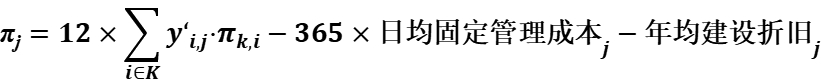 π_j = 12 × ∑_{i∈K} y‘_{i,j}·π_{k,i} − 365 × 日均固定管理成本_j − 年均建设折旧_j